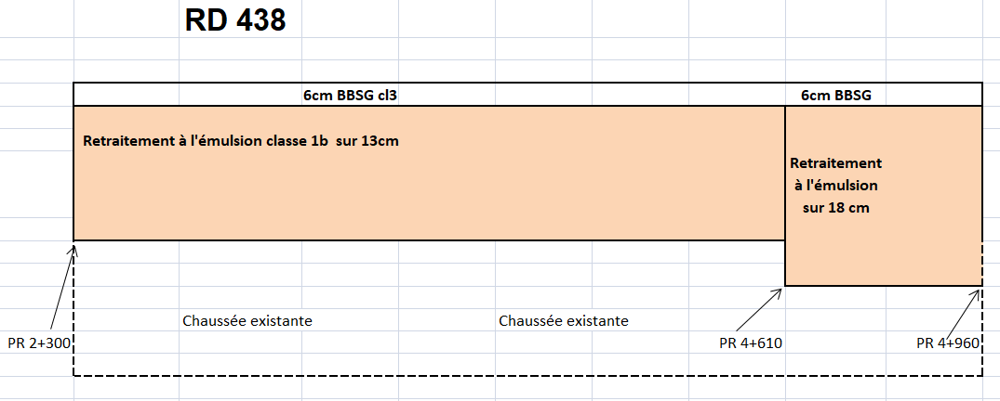 RD 438
6cm BBSG cl3
6cm BBSG
Retraitement à l'émulsion classe 1b sur 13cm
Retraitement
à l'émulsion
sur 18 cm
Chaussée existante
Chaussée existante
PR 2+300
PR 4+610
PR 4+960